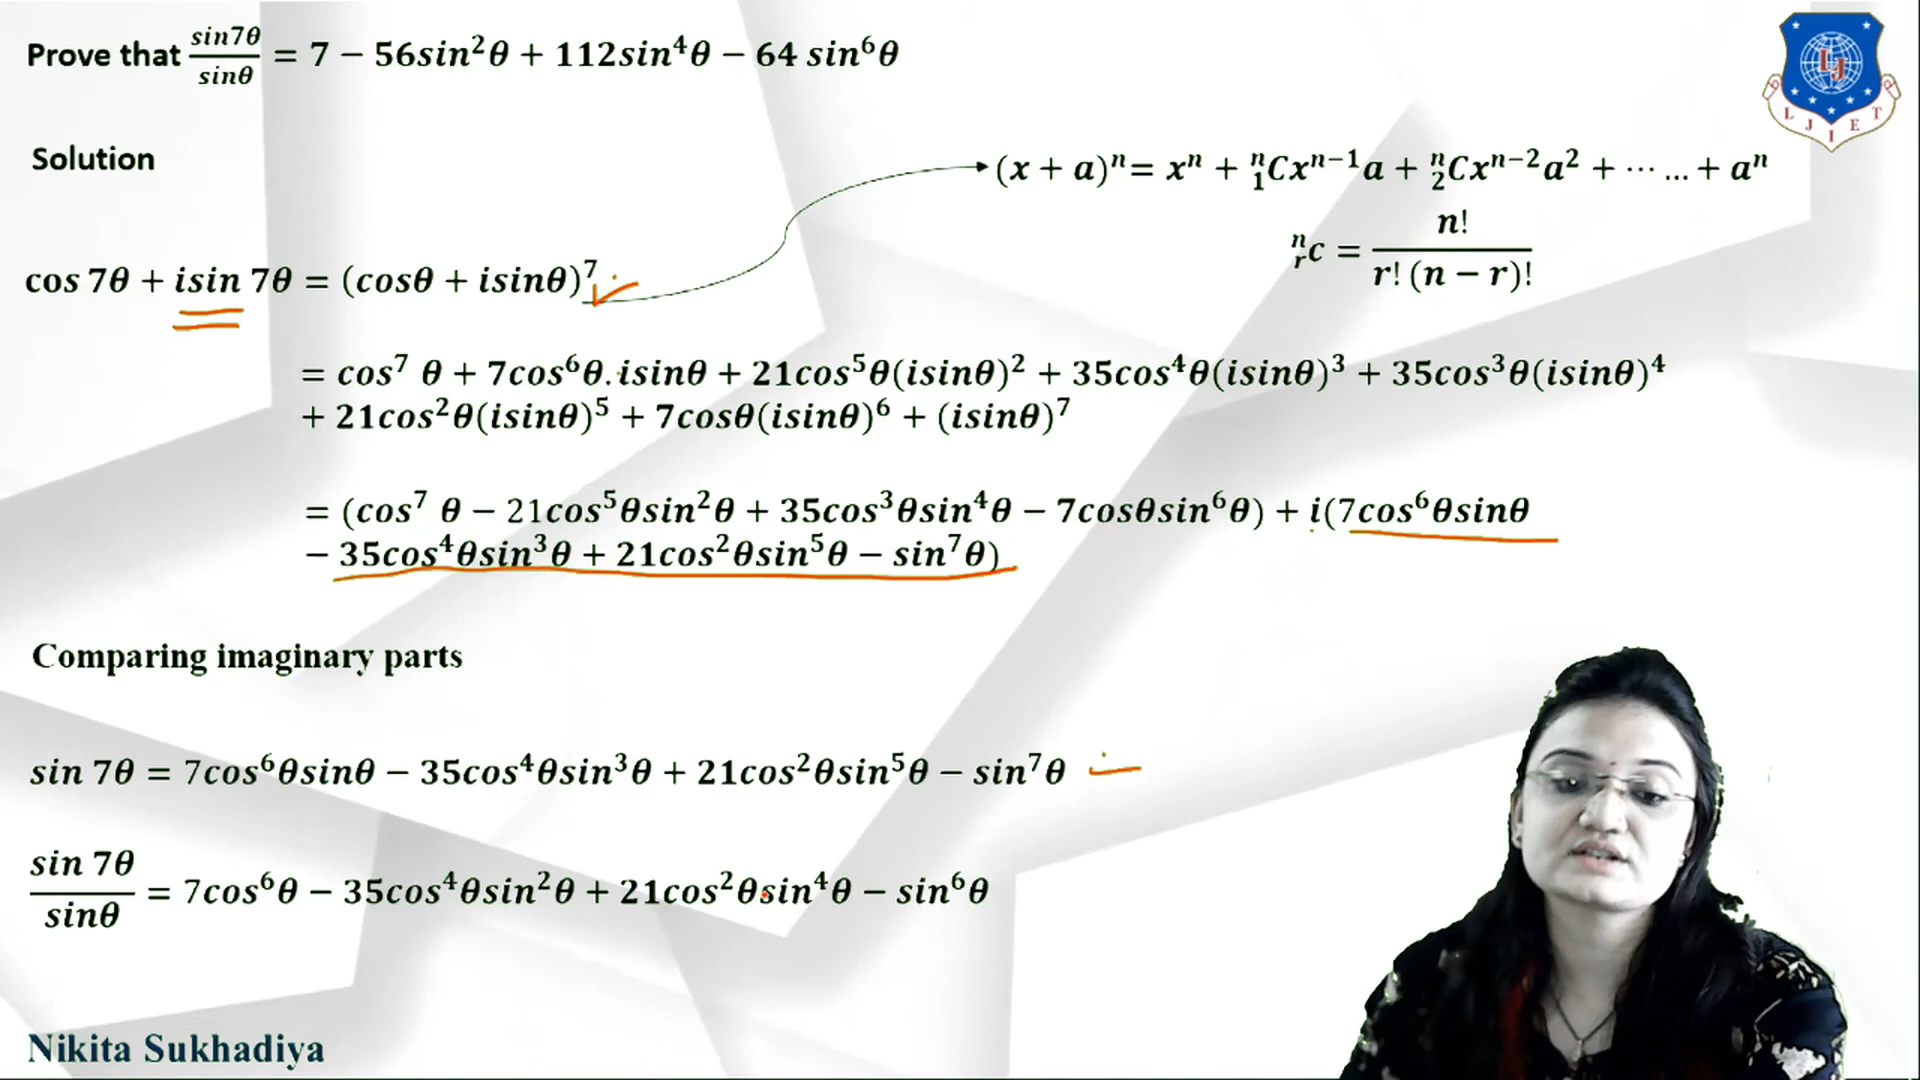 Prove that sin7θ/sinθ = 7 − 56sin²θ + 112sin⁴θ − 64 sin⁶θ
LJ
L J I E T
Solution
(x + a)ⁿ= xⁿ + ⁿ₁Cxⁿ⁻¹a + ⁿ₂Cxⁿ⁻²a² + ⋯ … + aⁿ
ⁿᵣc = n!/r! (n − r)!
cos 7θ + isin 7θ = (cosθ + isinθ)⁷
= cos⁷ θ + 7cos⁶θ.isinθ + 21cos⁵θ(isinθ)² + 35cos⁴θ(isinθ)³ + 35cos³θ(isinθ)⁴
+ 21cos²θ(isinθ)⁵ + 7cosθ(isinθ)⁶ + (isinθ)⁷
= (cos⁷ θ − 21cos⁵θsin²θ + 35cos³θsin⁴θ − 7cosθsin⁶θ) + i(7cos⁶θsinθ
− 35cos⁴θsin³θ + 21cos²θsin⁵θ − sin⁷θ)
Comparing imaginary parts
sin 7θ = 7cos⁶θsinθ − 35cos⁴θsin³θ + 21cos²θsin⁵θ − sin⁷θ
sin 7θ/sinθ = 7cos⁶θ − 35cos⁴θsin²θ + 21cos²θsin⁴θ − sin⁶θ
Nikita Sukhadiya